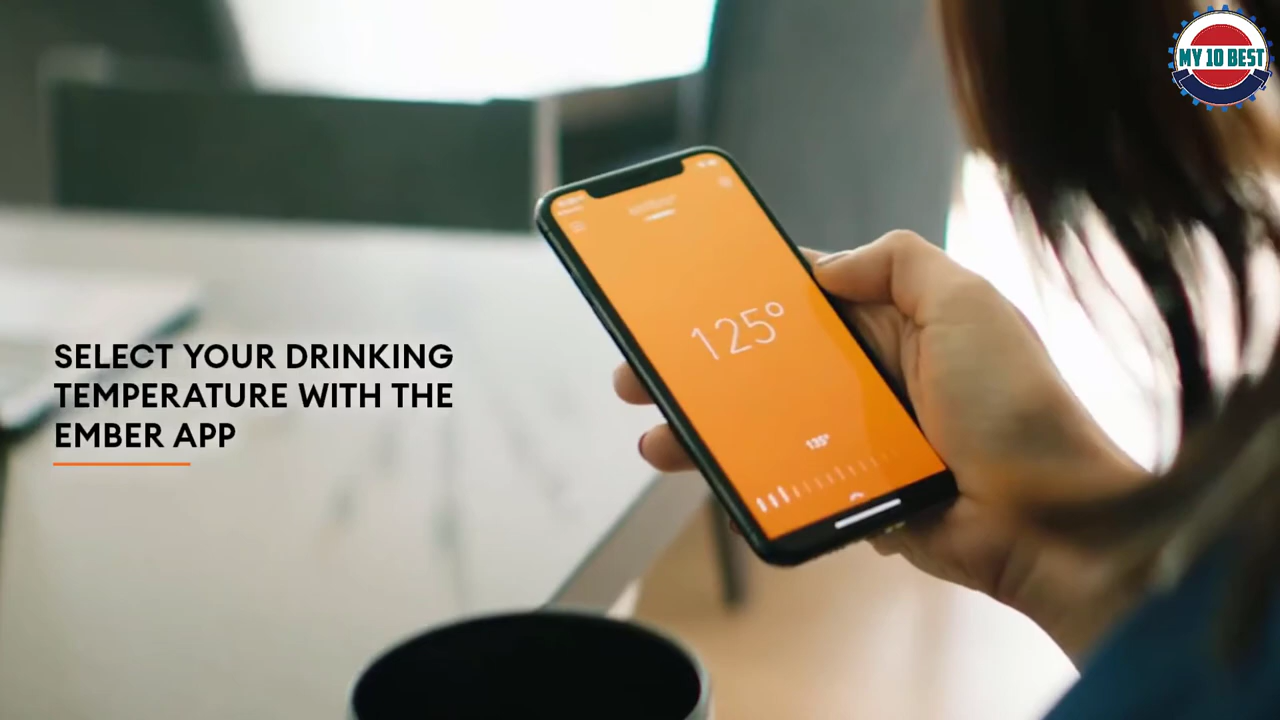 MY 10 BEST
125°
135°
SELECT YOUR DRINKING
TEMPERATURE WITH THE
EMBER APP